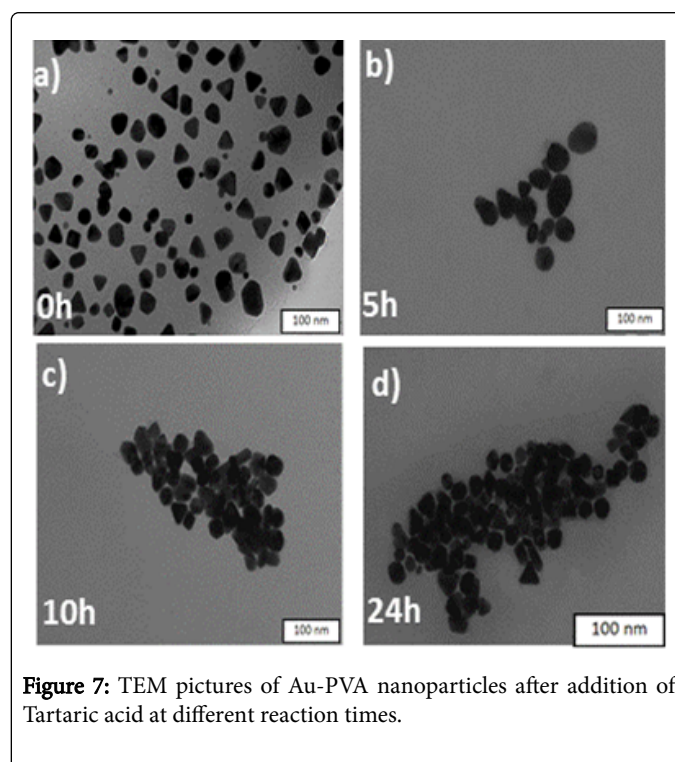 a)
b)
0h
100 nm
5h
100 nm
c)
d)
10h
100 nm
24h
100 nm
Figure 7: TEM pictures of Au-PVA nanoparticles after addition of
Tartaric acid at different reaction times.